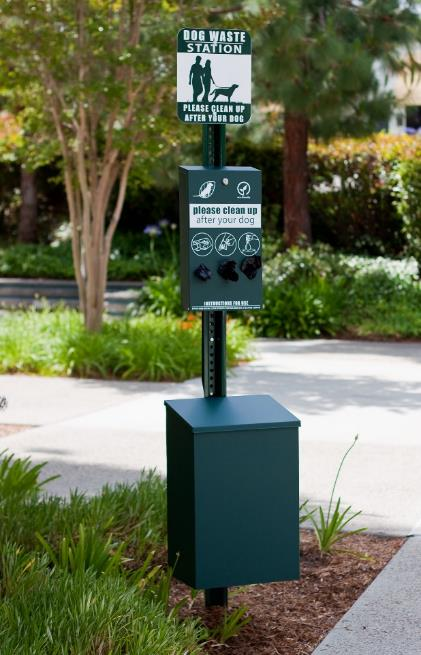 DOG WASTE
STATION
PLEASE CLEAN UP
AFTER YOUR DOG
please clean up
after your dog
INSTRUCTIONS FOR USE